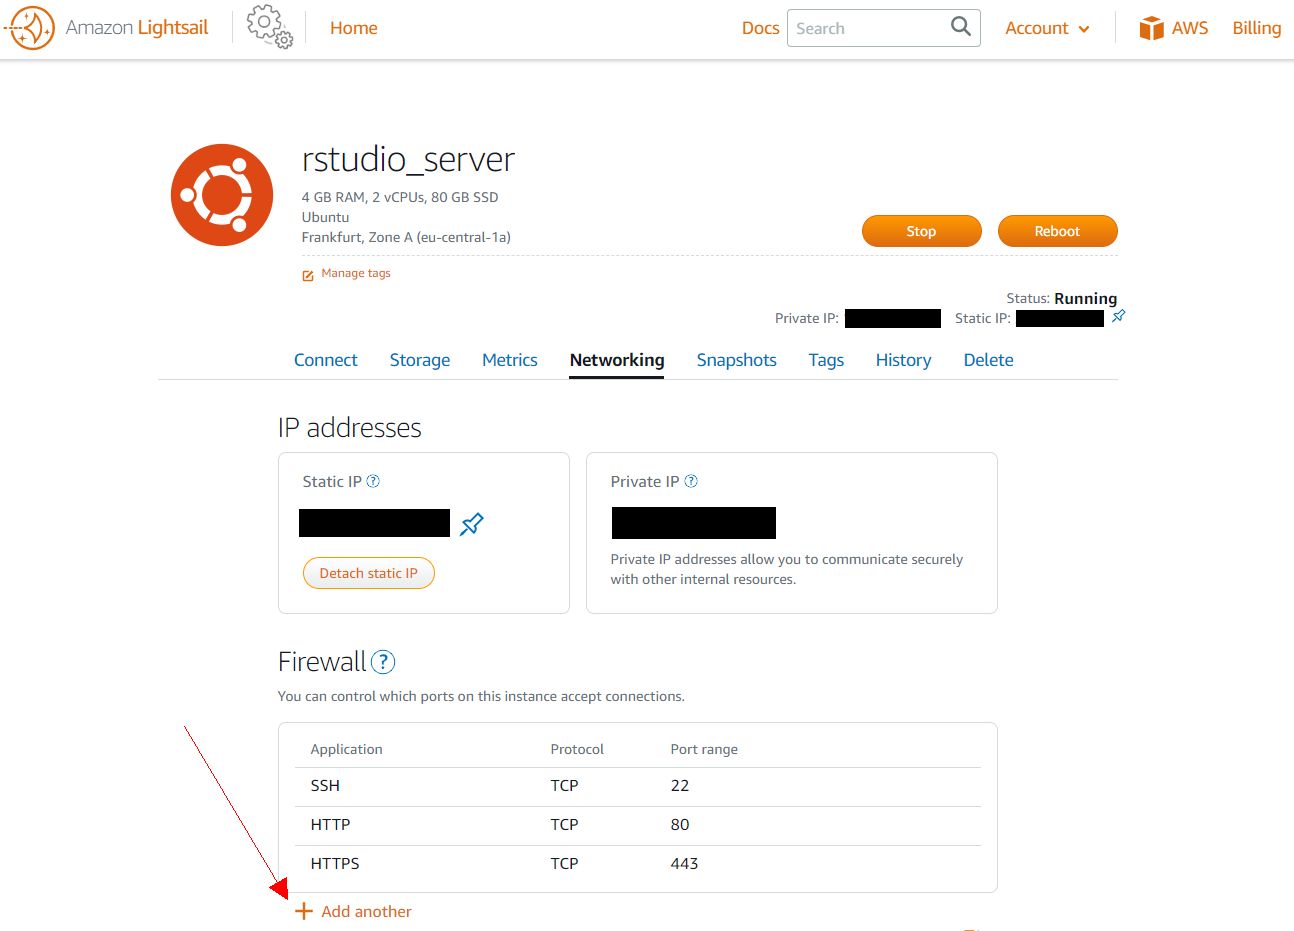 Amazon Lightsail
Home
Docs
Search
Account
AWS
Billing
rstudio_server
4 GB RAM, 2 vCPUs, 80 GB SSD
Ubuntu
Frankfurt, Zone A (eu-central-1a)
Stop
Reboot
Manage tags
Status: Running
Private IP:
Static IP:
Connect
Storage
Metrics
Networking
Snapshots
Tags
History
Delete
IP addresses
Static IP ?
Detach static IP
Private IP ?
Private IP addresses allow you to communicate securely
with other internal resources.
Firewall ?
You can control which ports on this instance accept connections.
Application Protocol Port range
SSH TCP 22
HTTP TCP 80
HTTPS TCP 443
+ Add another